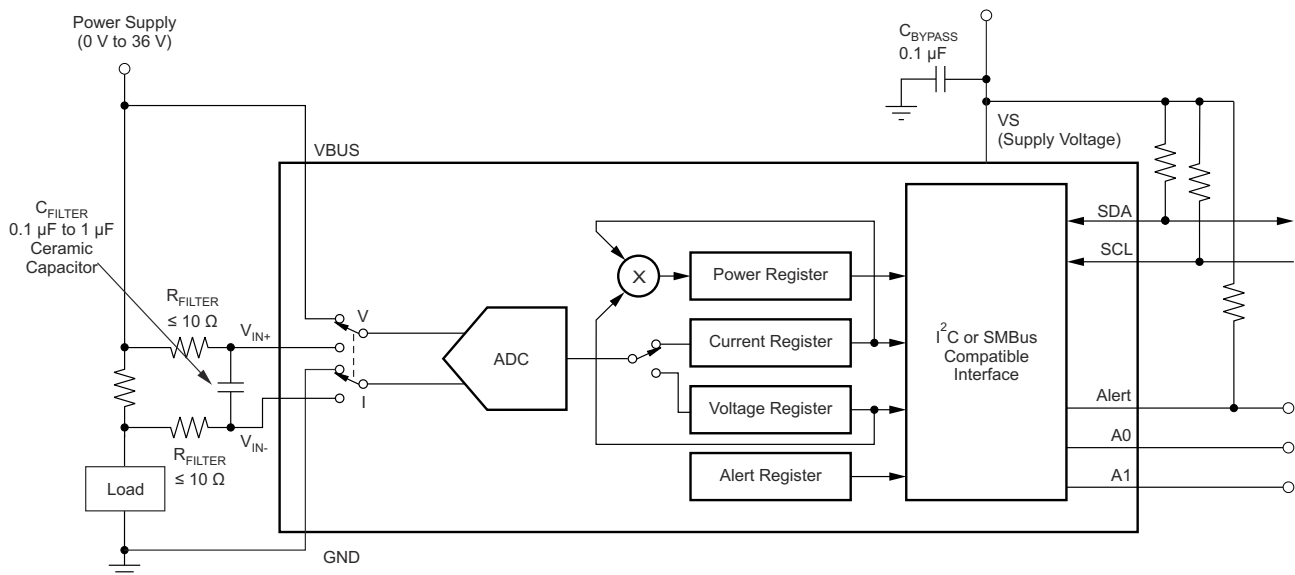 Power Supply
(0 V to 36 V)
C_BYPASS
0.1 µF
VS
(Supply Voltage)
VBUS
C_FILTER
0.1 µF to 1 µF
Ceramic
Capacitor
R_FILTER
≤ 10 Ω
V_IN+
V
I
V_IN-
R_FILTER
≤ 10 Ω
Load
GND
ADC
X
Power Register
Current Register
Voltage Register
Alert Register
I²C or SMBus
Compatible
Interface
SDA
SCL
Alert
A0
A1